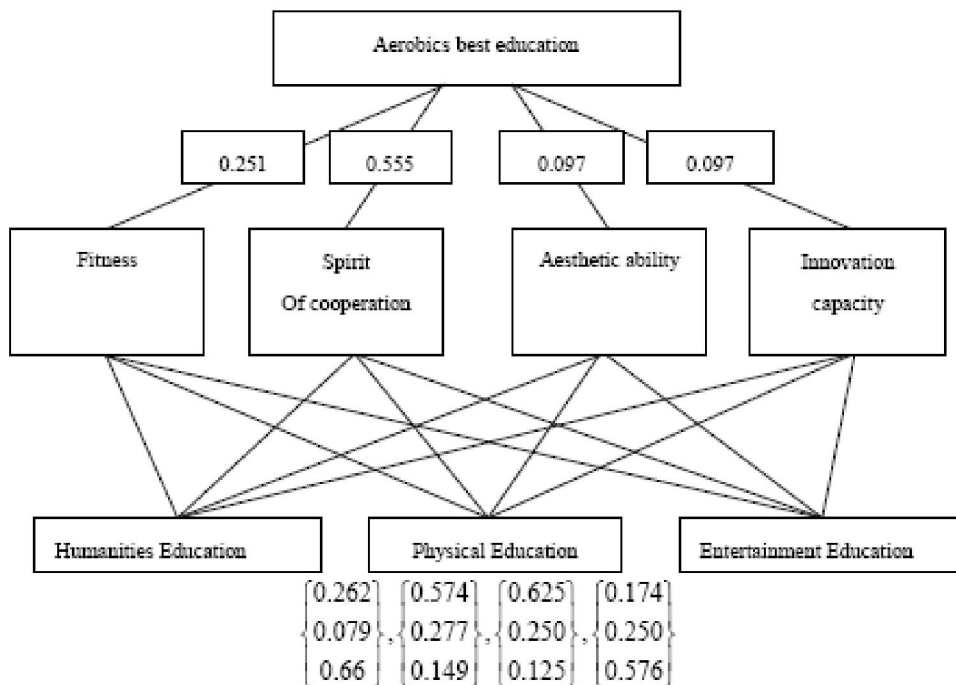 Aerobics best education
0.251 0.555 0.097 0.097
Fitness
Spirit
Of cooperation
Aesthetic ability
Innovation
capacity
Humanities Education
Physical Education
Entertainment Education
{0.262} {0.574} {0.625} {0.174}
{0.079}, {0.277}, {0.250}, {0.250}
{0.66} {0.149} {0.125} {0.576}